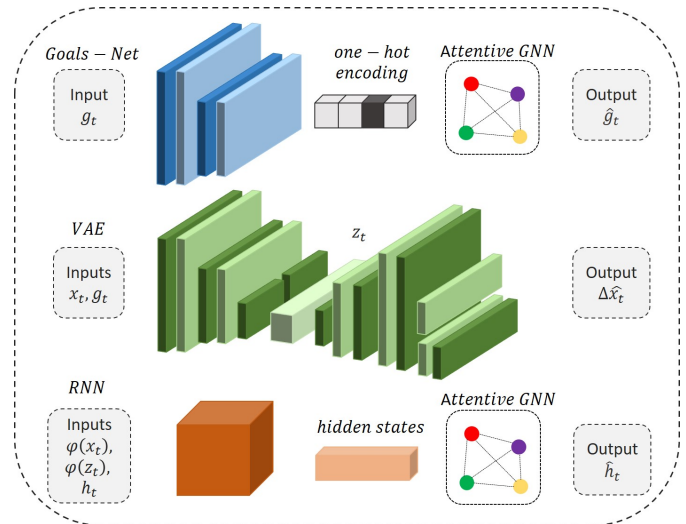 Goals − Net
Input
g_t
one − hot
encoding
Attentive GNN
Output
ĝ_t
VAE
Inputs
x_t, g_t
z_t
Output
Δx̂_t
RNN
Inputs
φ(x_t),
φ(z_t),
h_t
hidden states
Attentive GNN
Output
ĥ_t